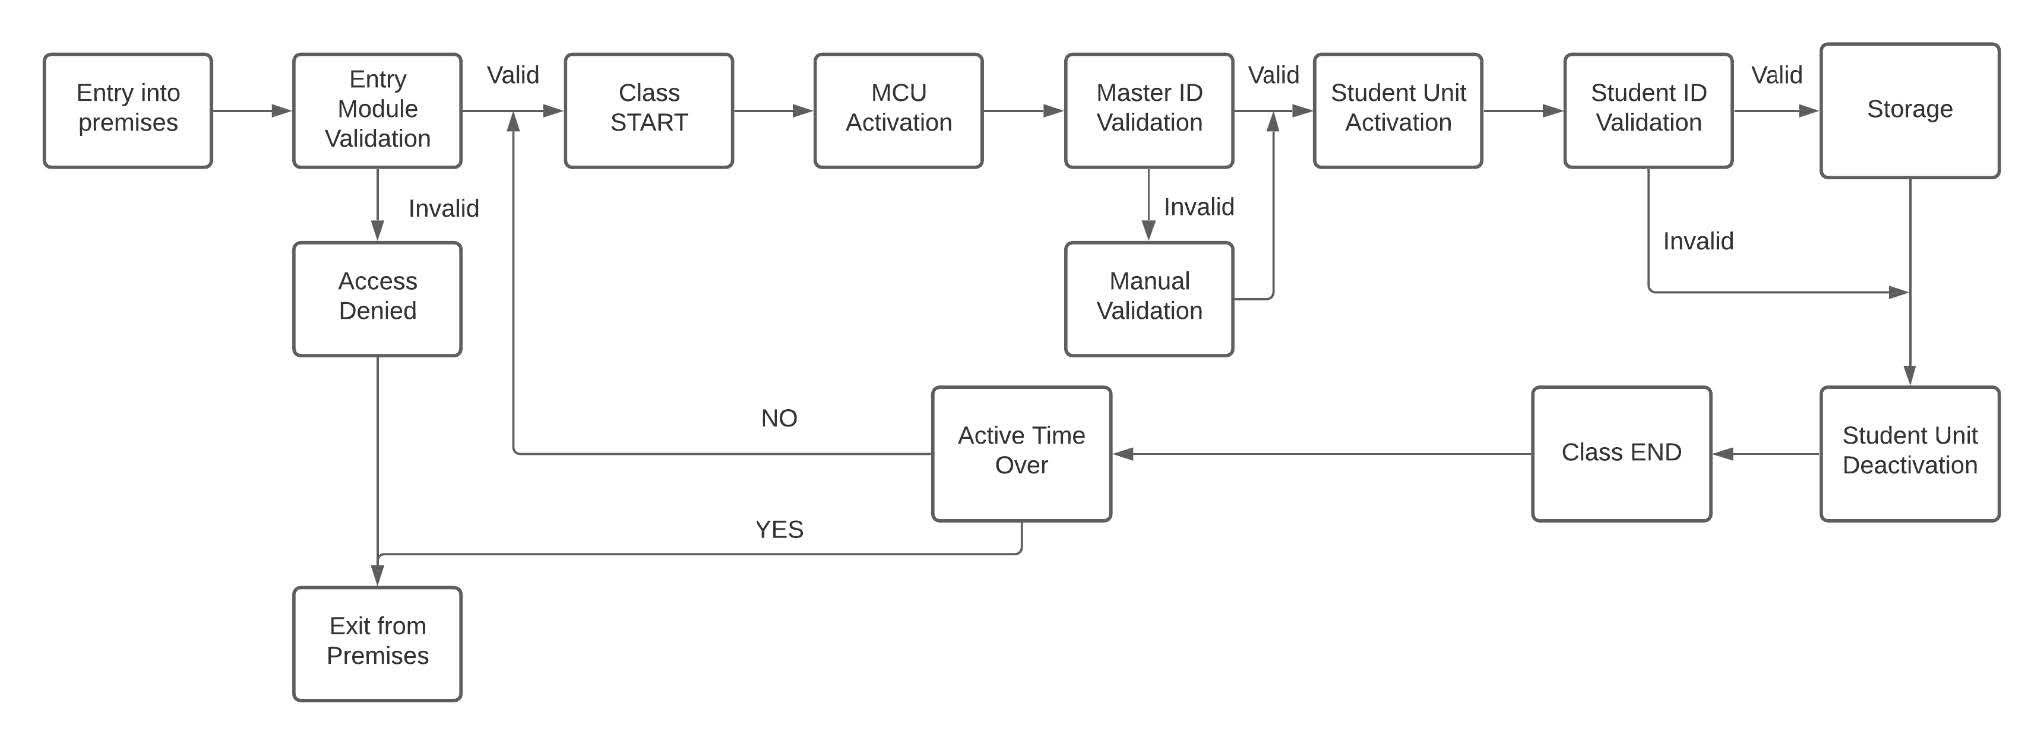 Entry into
premises
Entry
Module
Validation
Valid
Class
START
MCU
Activation
Master ID
Validation
Valid
Student Unit
Activation
Student ID
Validation
Valid
Storage
Invalid
Invalid
Invalid
Access
Denied
Manual
Validation
NO
Active Time
Over
Class END
Student Unit
Deactivation
YES
Exit from
Premises